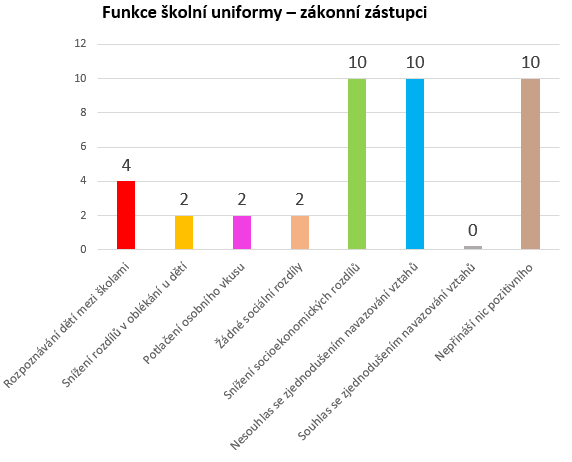 Funkce školní uniformy – zákonní zástupci
12
10
8
6
4
2
0
4
2
2
2
10
10
0
10
Rozpoznávání dětí mezi školami
Snížení rozdílů v oblékání u dětí
Potlačení osobního vkusu
Žádné sociální rozdíly
Snížení socioekonomických rozdílů
Nesouhlas se zjednodušením navazování vztahů
Souhlas se zjednodušením navazování vztahů
Nepřináší nic pozitivního